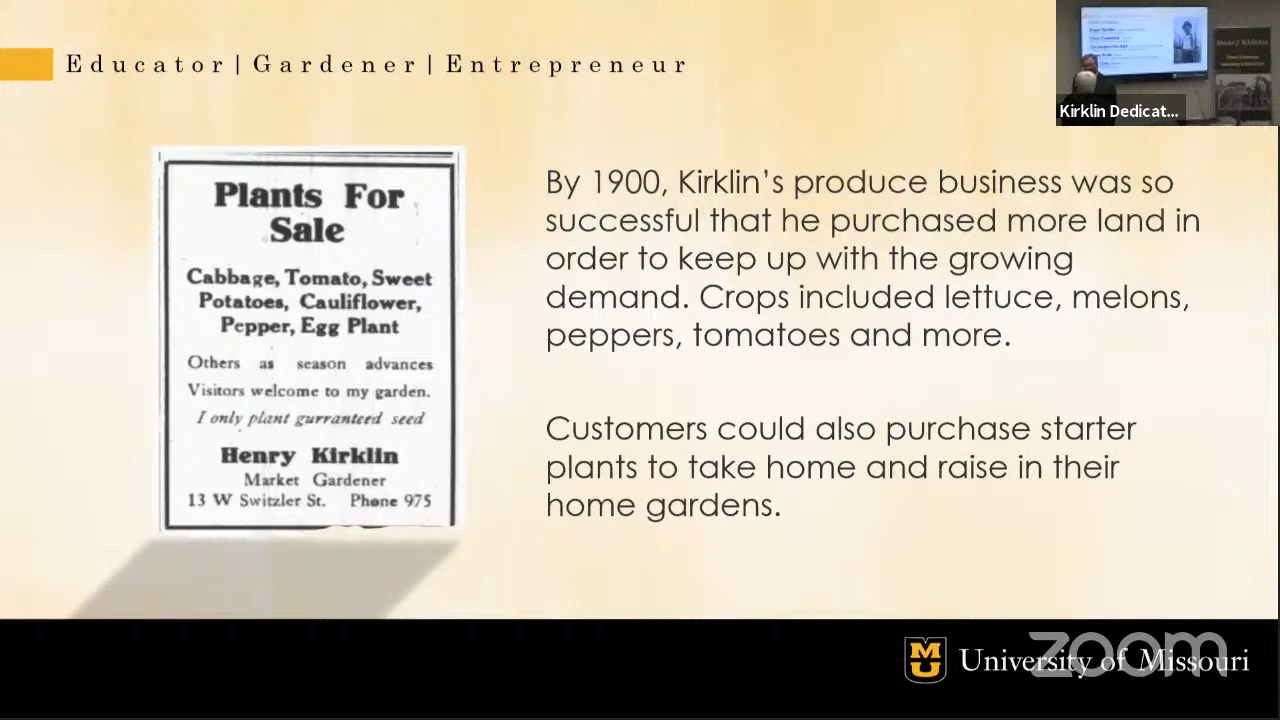 Educator|Gardener|Entrepreneur
Kirklin Dedicat...
Henry Kirklin
Plants For
Sale
Cabbage, Tomato, Sweet
Potatoes, Cauliflower,
Pepper, Egg Plant
Others as season advances
Visitors welcome to my garden.
I only plant gurranteed seed
Henry Kirklin
Market Gardener
13 W Switzler St. Phone 975
By 1900, Kirklin's produce business was so
successful that he purchased more land in
order to keep up with the growing
demand. Crops included lettuce, melons,
peppers, tomatoes and more.
Customers could also purchase starter
plants to take home and raise in their
home gardens.
MU
University of Missouri
zoom